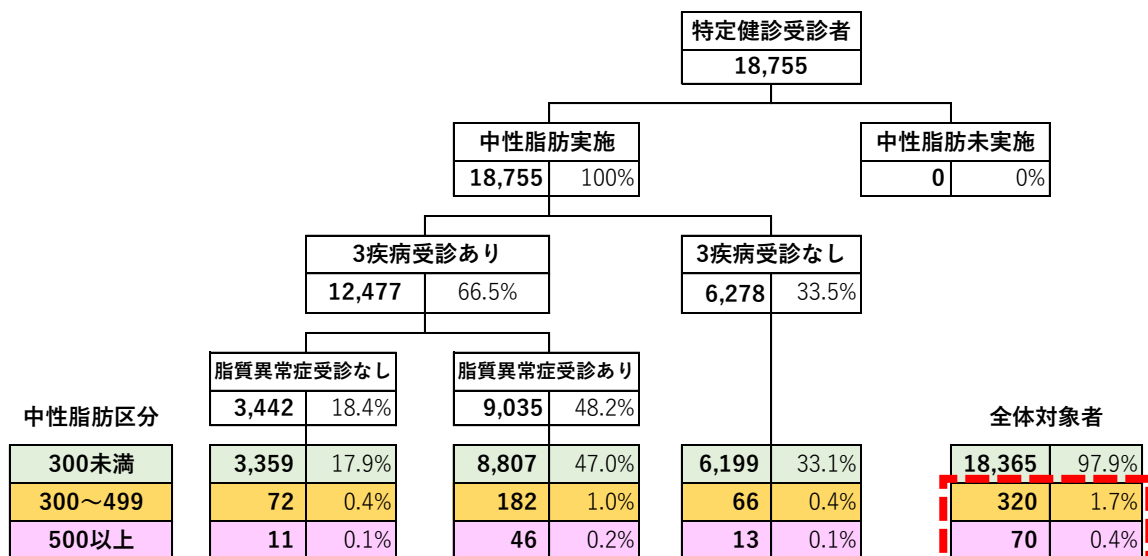 特定健診受診者
18,755
中性脂肪実施
18,755 100%
中性脂肪未実施
0 0%
3疾病受診あり
12,477 66.5%
3疾病受診なし
6,278 33.5%
脂質異常症受診なし
3,442 18.4%
脂質異常症受診あり
9,035 48.2%
中性脂肪区分
全体対象者
300未満 3,359 17.9% 8,807 47.0% 6,199 33.1% 18,365 97.9%
300～499 72 0.4% 182 1.0% 66 0.4% 320 1.7%
500以上 11 0.1% 46 0.2% 13 0.1% 70 0.4%